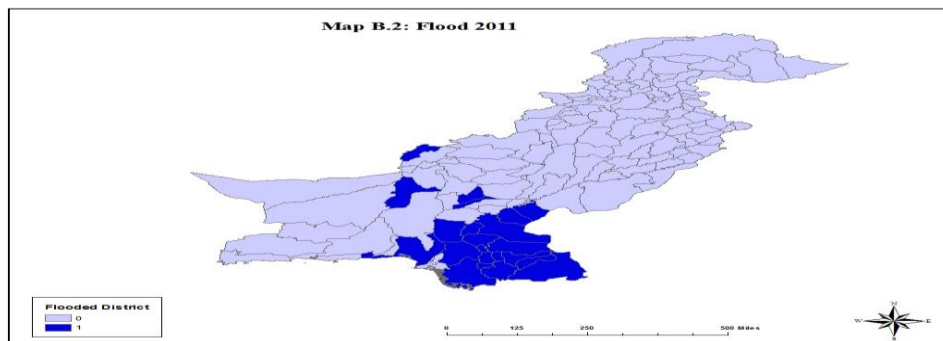 Map B.2: Flood 2011
Flooded District
0
1
0 125 250 500 Miles
N
W E
S